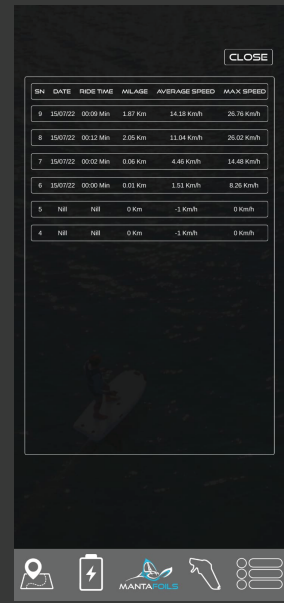 CLOSE
SN DATE RIDE TIME MILAGE AVERAGE SPEED MAX SPEED
9 15/07/22 00:09 Min 1.87 Km 14.18 Km/h 26.76 Km/h
8 15/07/22 00:12 Min 2.05 Km 11.04 Km/h 26.02 Km/h
7 15/07/22 00:02 Min 0.06 Km 4.46 Km/h 14.48 Km/h
6 15/07/22 00:00 Min 0.01 Km 1.51 Km/h 8.26 Km/h
5 Nill Nill 0 Km -1 Km/h 0 Km/h
4 Nill Nill 0 Km -1 Km/h 0 Km/h
MANTAFOILS